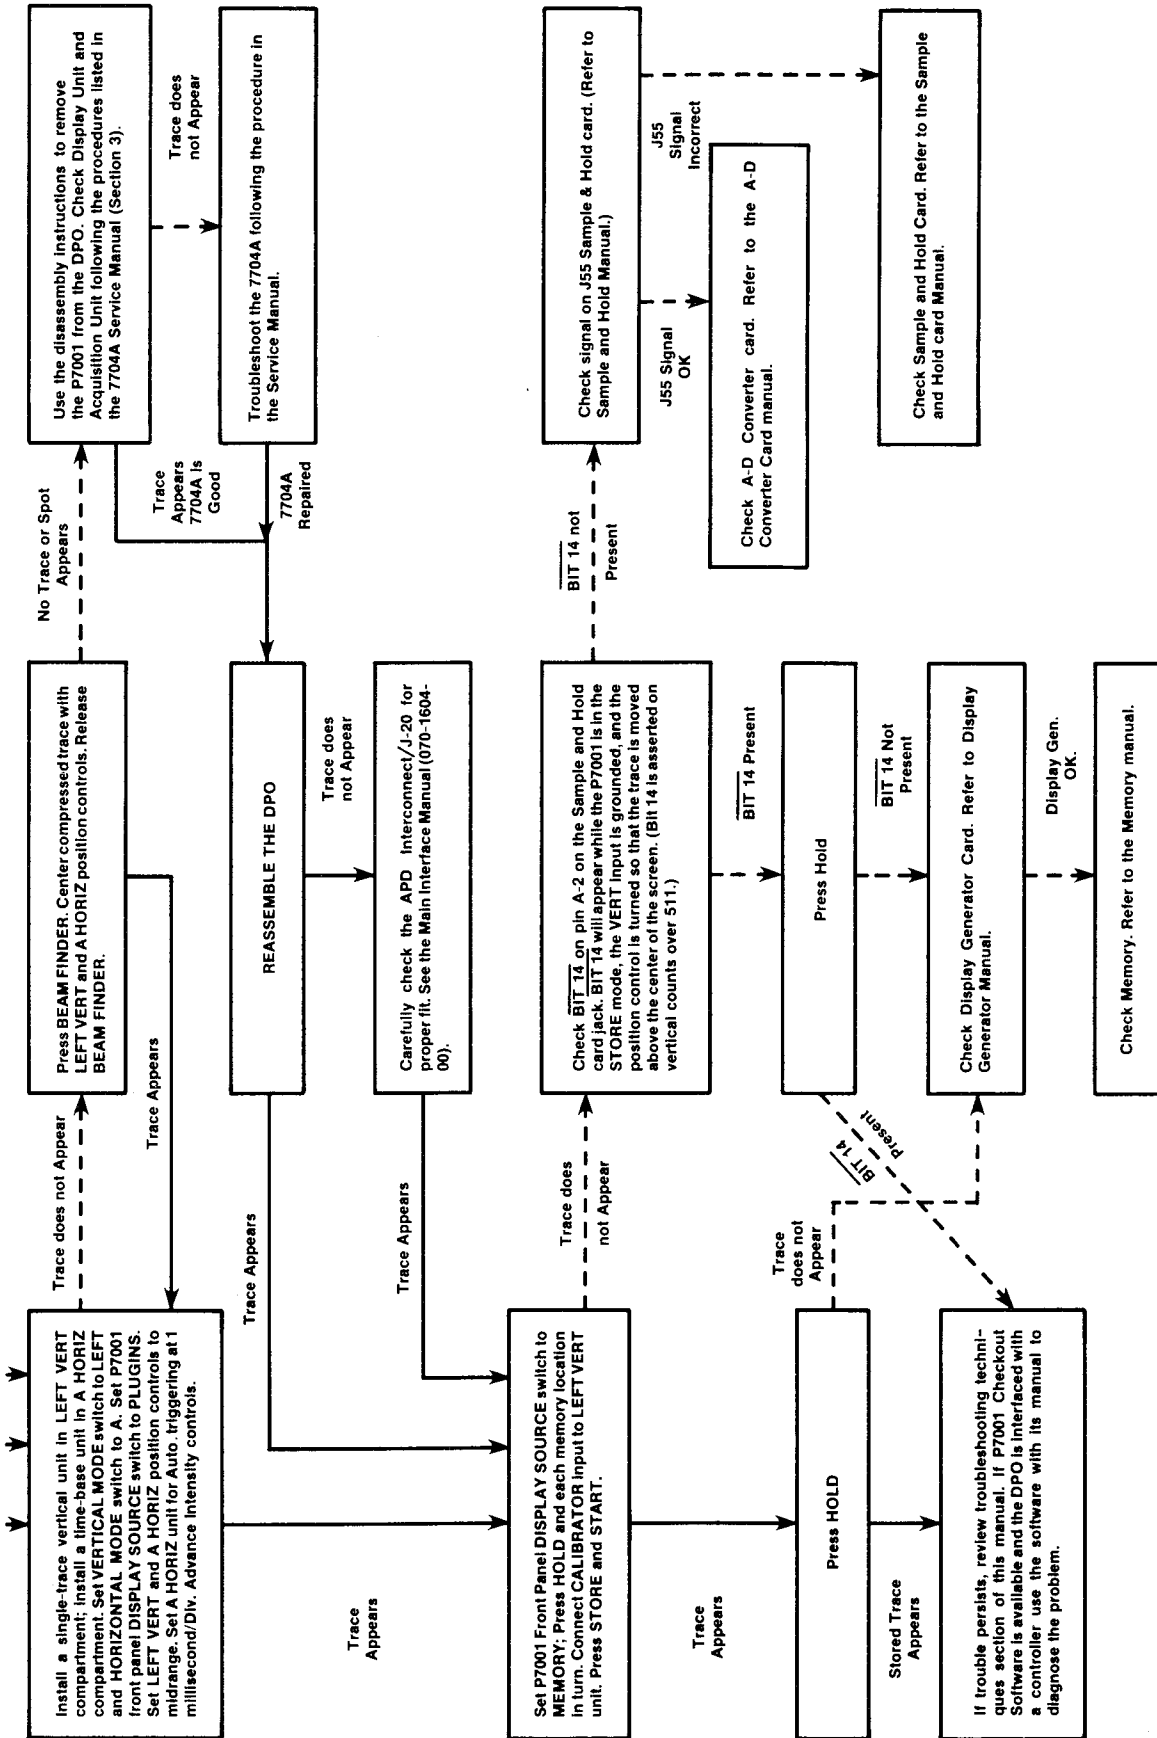 Install a single-trace vertical unit in LEFT VERT
compartment; install a time-base unit in A HORIZ
compartment. Set VERTICAL MODE switch to LEFT
and HORIZONTAL MODE switch to A. Set P7001
front panel DISPLAY SOURCE switch to PLUGINS.
Set LEFT VERT and A HORIZ position controls to
midrange. Set A HORIZ unit for Auto. triggering at 1
millisecond/Div. Advance Intensity controls.
Trace does not Appear
Trace Appears
Press BEAM FINDER. Center compressed trace with
LEFT VERT and A HORIZ position controls. Release
BEAM FINDER.
No Trace or Spot
Appears
Use the disassembly instructions to remove
the P7001 from the DPO. Check Display Unit and
Acquisition Unit following the procedures listed in
the 7704A Service Manual (Section 3).
Trace does
not Appear
Trace
Appears
7704A is
Good
Troubleshoot the 7704A following the procedure in
the Service Manual.
7704A
Repaired
REASSEMBLE THE DPO
Trace Appears
Trace does
not Appear
Carefully check the APD Interconnect/J-20 for
proper fit. See the Main Interface Manual (070-1604-
00).
Trace Appears
Trace
Appears
Set P7001 Front Panel DISPLAY SOURCE switch to
MEMORY; Press HOLD and each memory location
in turn. Connect CALIBRATOR input to LEFT VERT
unit. Press STORE and START.
Trace does
not Appear
Check BIT 14 on pin A-2 on the Sample and Hold
card jack. BIT 14 will appear while the P7001 is in the
STORE mode, the VERT input is grounded, and the
position control is turned so that the trace is moved
above the center of the screen. (Bit 14 is asserted on
vertical counts over 511.)
BIT 14 not
Present
Check signal on J55 Sample & Hold card. (Refer to
Sample and Hold Manual.)
J55 Signal
OK
J55
Signal
Incorrect
Check A-D Converter card. Refer to the A-D
Converter Card manual.
Check Sample and Hold Card. Refer to the Sample
and Hold card Manual.
BIT 14 Present
Trace
Appears
Press HOLD
Trace
does not
Appear
Press Hold
BIT 14
Present
BIT 14 Not
Present
Stored Trace
Appears
If trouble persists, review troubleshooting techni-
ques section of this manual. If P7001 Checkout
Software is available and the DPO is interfaced with
a controller use the software with its manual to
diagnose the problem.
Check Display Generator Card. Refer to Display
Generator Manual.
Display Gen.
OK.
Check Memory. Refer to the Memory manual.